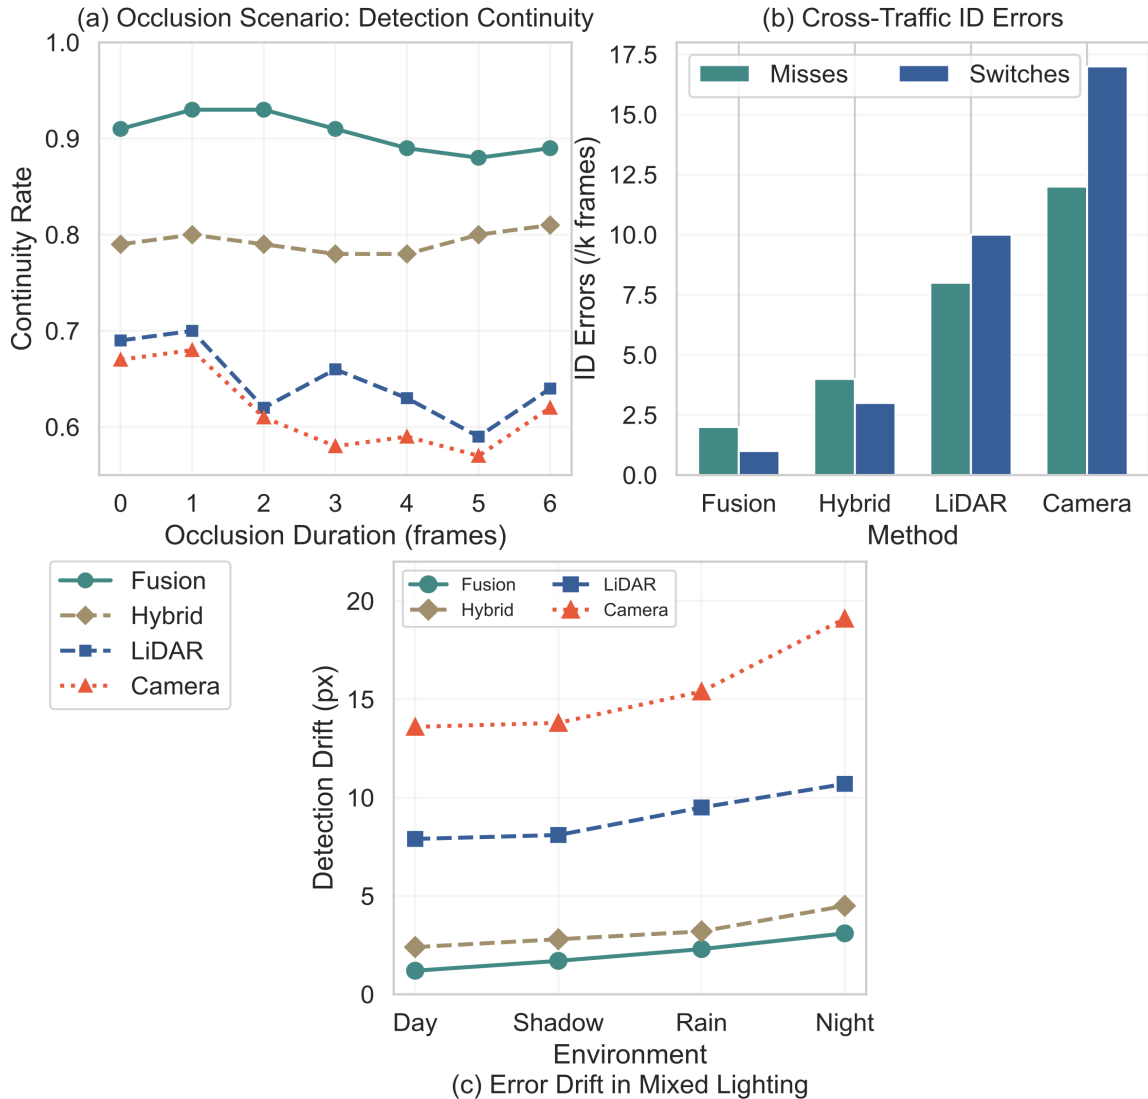 (a) Occlusion Scenario: Detection Continuity
1.0
0.9
0.8
0.7
0.6
Continuity Rate
0 1 2 3 4 5 6
Occlusion Duration (frames)
(b) Cross-Traffic ID Errors
Misses Switches
17.5
15.0
12.5
10.0
7.5
5.0
2.5
0.0
ID Errors (/k frames)
Fusion Hybrid LiDAR Camera
Method
Fusion
Hybrid
LiDAR
Camera
Fusion LiDAR
Hybrid Camera
20
15
10
5
0
Detection Drift (px)
Day Shadow Rain Night
Environment
(c) Error Drift in Mixed Lighting